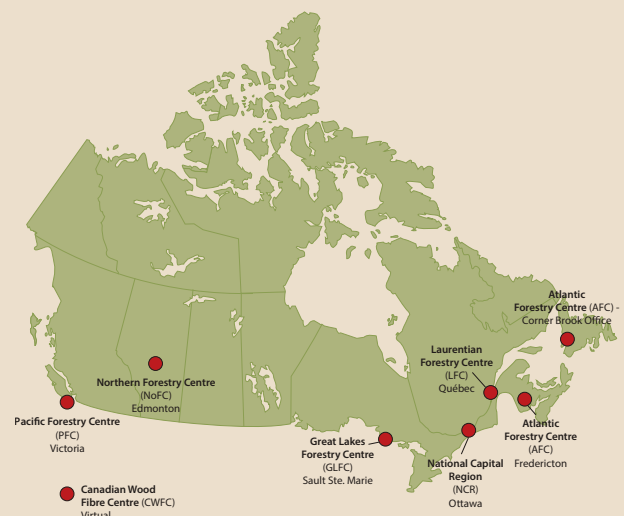 Atlantic
Forestry Centre (AFC) -
Corner Brook Office
Laurentian
Forestry Centre
(LFC)
Québec
Northern Forestry Centre
(NoFC)
Edmonton
Pacific Forestry Centre
(PFC)
Victoria
Great Lakes
Forestry Centre
(GLFC)
Sault Ste. Marie
National Capital
Region
(NCR)
Ottawa
Atlantic
Forestry Centre
(AFC)
Fredericton
Canadian Wood
Fibre Centre (CWFC)
Virtual